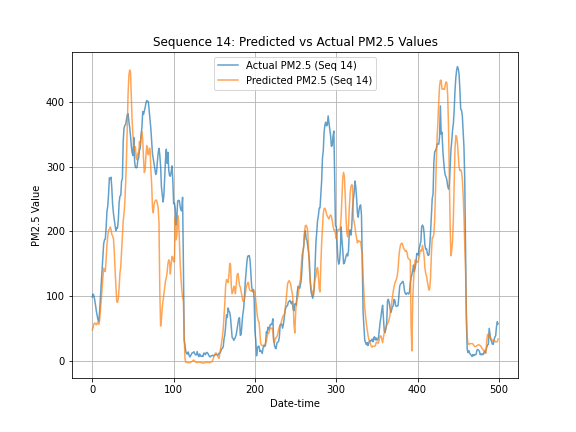 Sequence 14: Predicted vs Actual PM2.5 Values
Actual PM2.5 (Seq 14)
Predicted PM2.5 (Seq 14)
PM2.5 Value
400
300
200
100
0
0 100 200 300 400 500
Date-time